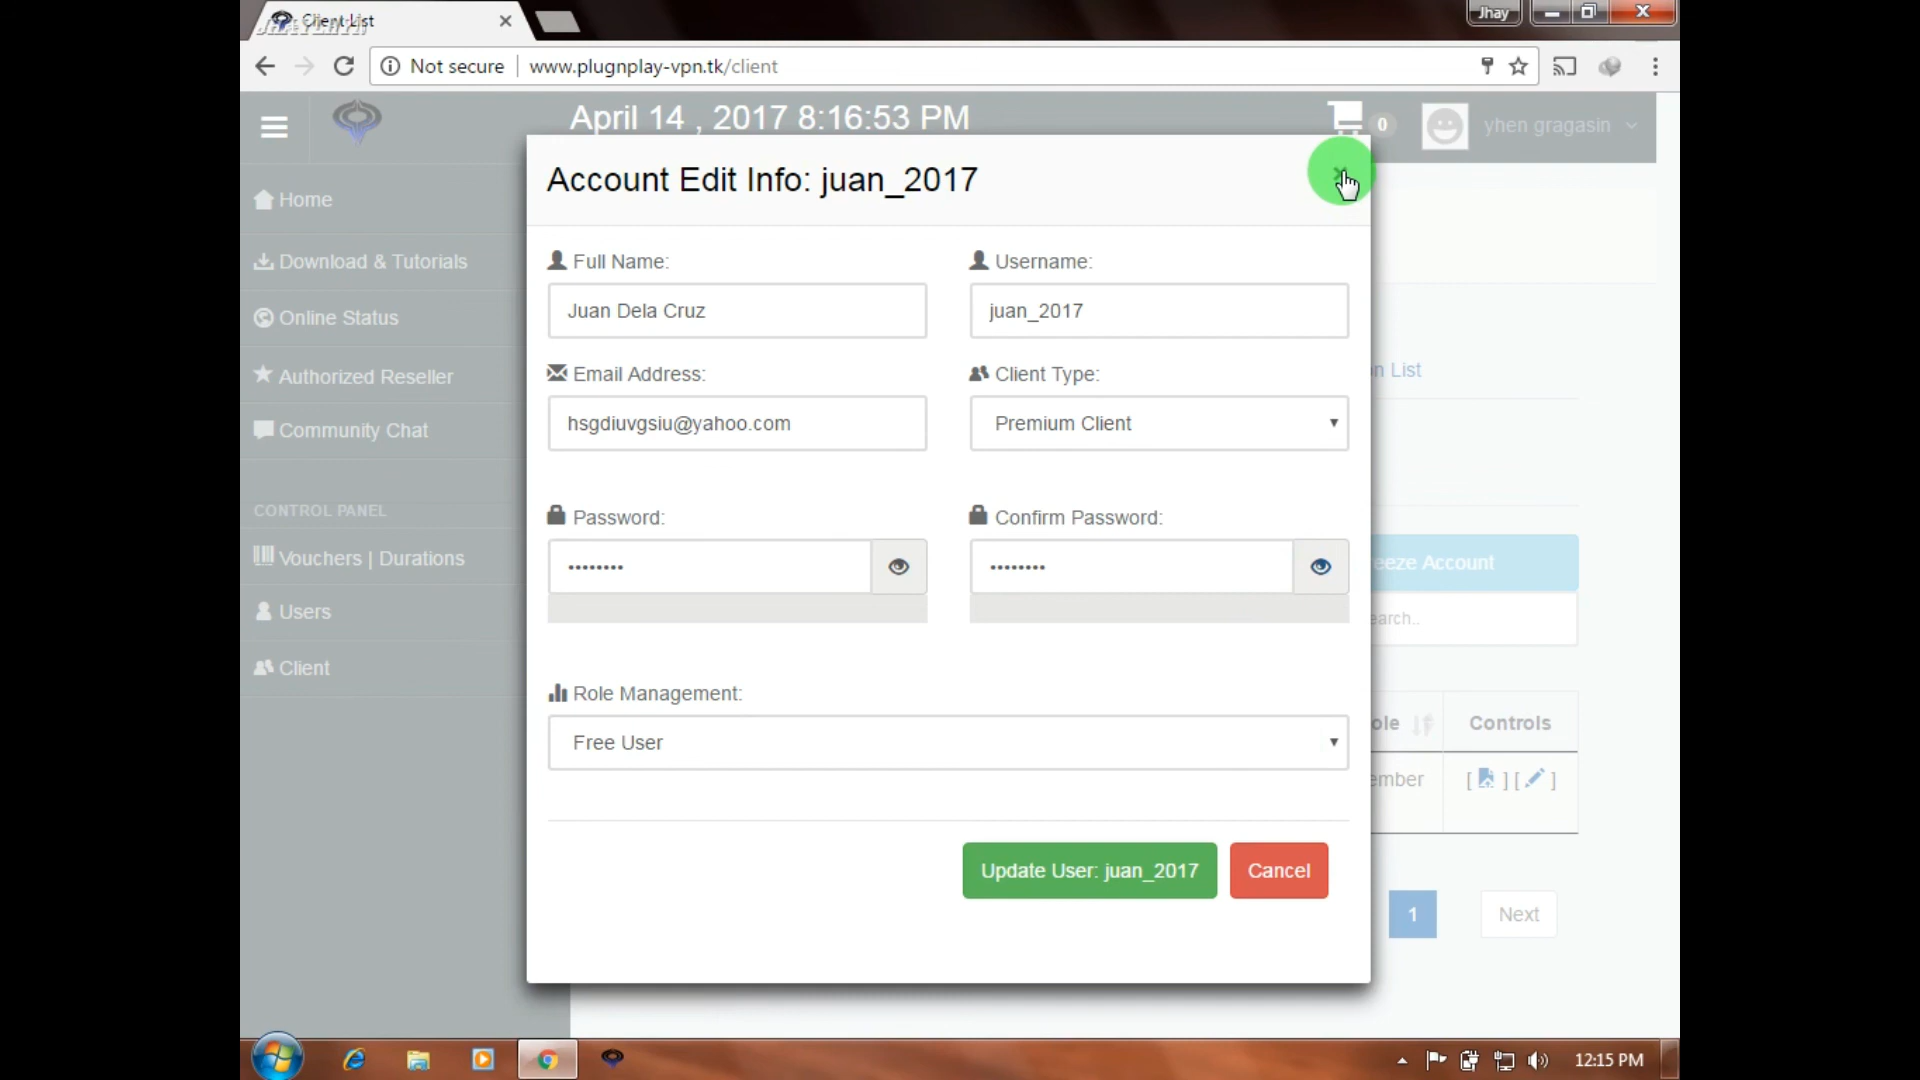 Client List
Jhay
Not secure
www.plugnplay-vpn.tk/client
April 14 , 2017 8:16:53 PM
0
yhen gragasin
Account Edit Info: juan_2017
×
Home
Download & Tutorials
Online Status
Authorized Reseller
Community Chat
CONTROL PANEL
Vouchers | Durations
Users
Client
Full Name:
Username:
Juan Dela Cruz
juan_2017
Email Address:
Client Type:
hsgdiuvgsiu@yahoo.com
Premium Client
Password:
Confirm Password:
••••••••
••••••••
Role Management:
Free User
Update User: juan_2017
Cancel
n List
eeze Account
earch..
ole
Controls
ember
[ ] [ ]
1
Next
12:15 PM